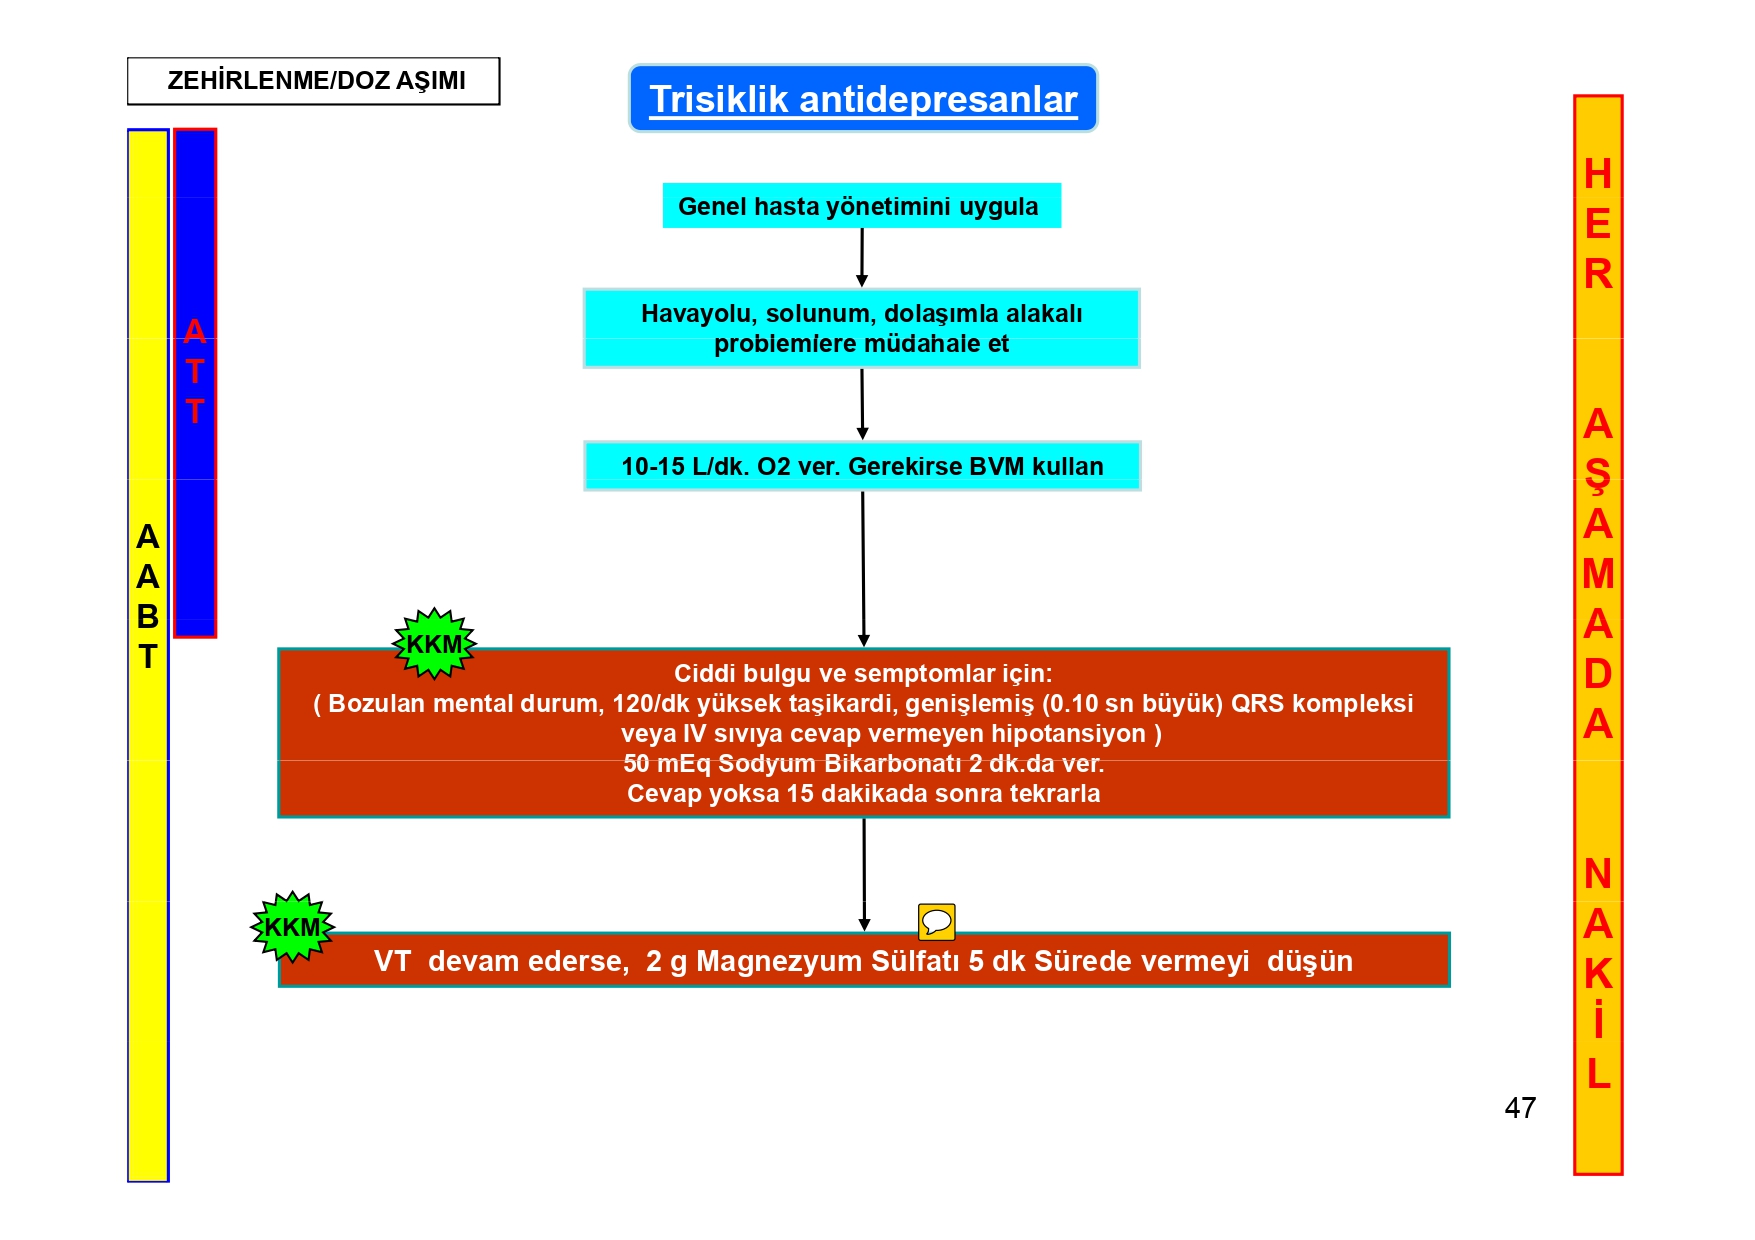 ZEHİRLENME/DOZ AŞIMI
Trisiklik antidepresanlar
Genel hasta yönetimini uygula
Havayolu, solunum, dolaşımla alakalı
problemlere müdahale et
10-15 L/dk. O2 ver. Gerekirse BVM kullan
KKM
Ciddi bulgu ve semptomlar için:
( Bozulan mental durum, 120/dk yüksek taşikardi, genişlemiş (0.10 sn büyük) QRS kompleksi
veya IV sıvıya cevap vermeyen hipotansiyon )
50 mEq Sodyum Bikarbonatı 2 dk.da ver.
Cevap yoksa 15 dakikada sonra tekrarla
KKM
VT devam ederse, 2 g Magnezyum Sülfatı 5 dk Sürede vermeyi düşün
AABT
ATT
HER AŞAMADA NAKİL
47